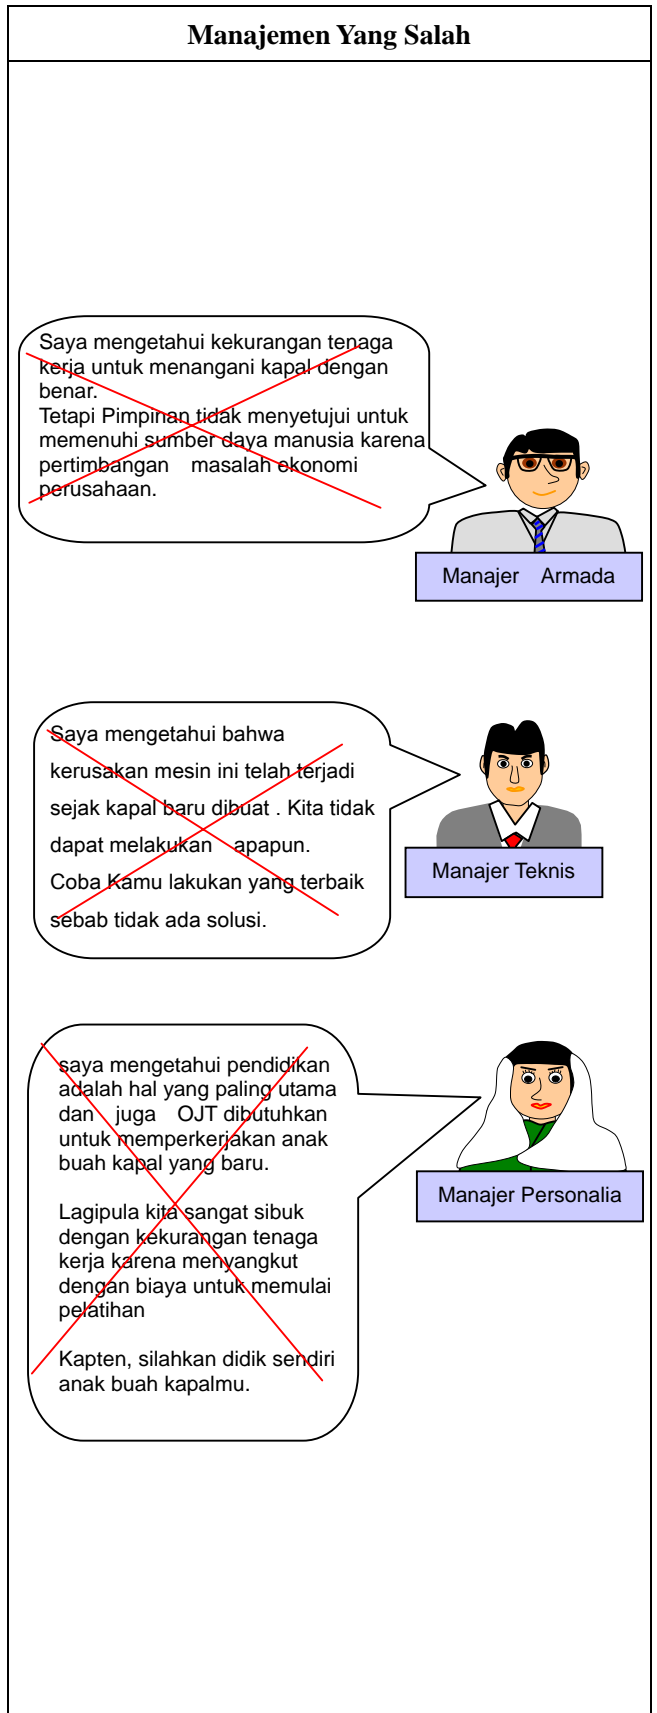 Manajemen Yang Salah
Saya mengetahui kekurangan tenaga
kerja untuk menangani kapal dengan
benar.
Tetapi Pimpinan tidak menyetujui untuk
memenuhi sumber daya manusia karena
pertimbangan masalah ekonomi
perusahaan.
Manajer Armada
Saya mengetahui bahwa
kerusakan mesin ini telah terjadi
sejak kapal baru dibuat . Kita tidak
dapat melakukan apapun.
Coba Kamu lakukan yang terbaik
sebab tidak ada solusi.
Manajer Teknis
saya mengetahui pendidikan
adalah hal yang paling utama
dan juga OJT dibutuhkan
untuk memperkerjakan anak
buah kapal yang baru.
Lagipula kita sangat sibuk
dengan kekurangan tenaga
kerja karena menyangkut
dengan biaya untuk memulai
pelatihan
Kapten, silahkan didik sendiri
anak buah kapalmu.
Manajer Personalia